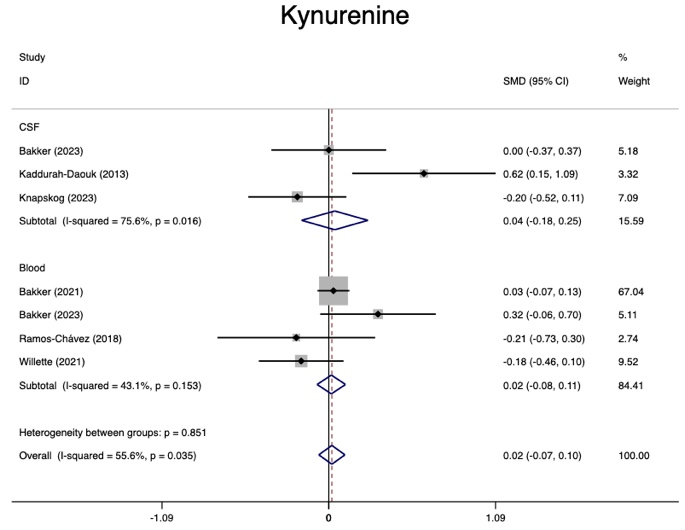 Kynurenine
Study %
ID SMD (95% CI) Weight
CSF
Bakker (2023) 0.00 (-0.37, 0.37) 5.18
Kaddurah-Daouk (2013) 0.62 (0.15, 1.09) 3.32
Knapskog (2023) -0.20 (-0.52, 0.11) 7.09
Subtotal (I-squared = 75.6%, p = 0.016) 0.04 (-0.18, 0.25) 15.59
Blood
Bakker (2021) 0.03 (-0.07, 0.13) 67.04
Bakker (2023) 0.32 (-0.06, 0.70) 5.11
Ramos-Chávez (2018) -0.21 (-0.73, 0.30) 2.74
Willette (2021) -0.18 (-0.46, 0.10) 9.52
Subtotal (I-squared = 43.1%, p = 0.153) 0.02 (-0.08, 0.11) 84.41
Heterogeneity between groups: p = 0.851
Overall (I-squared = 55.6%, p = 0.035) 0.02 (-0.07, 0.10) 100.00
-1.09 0 1.09